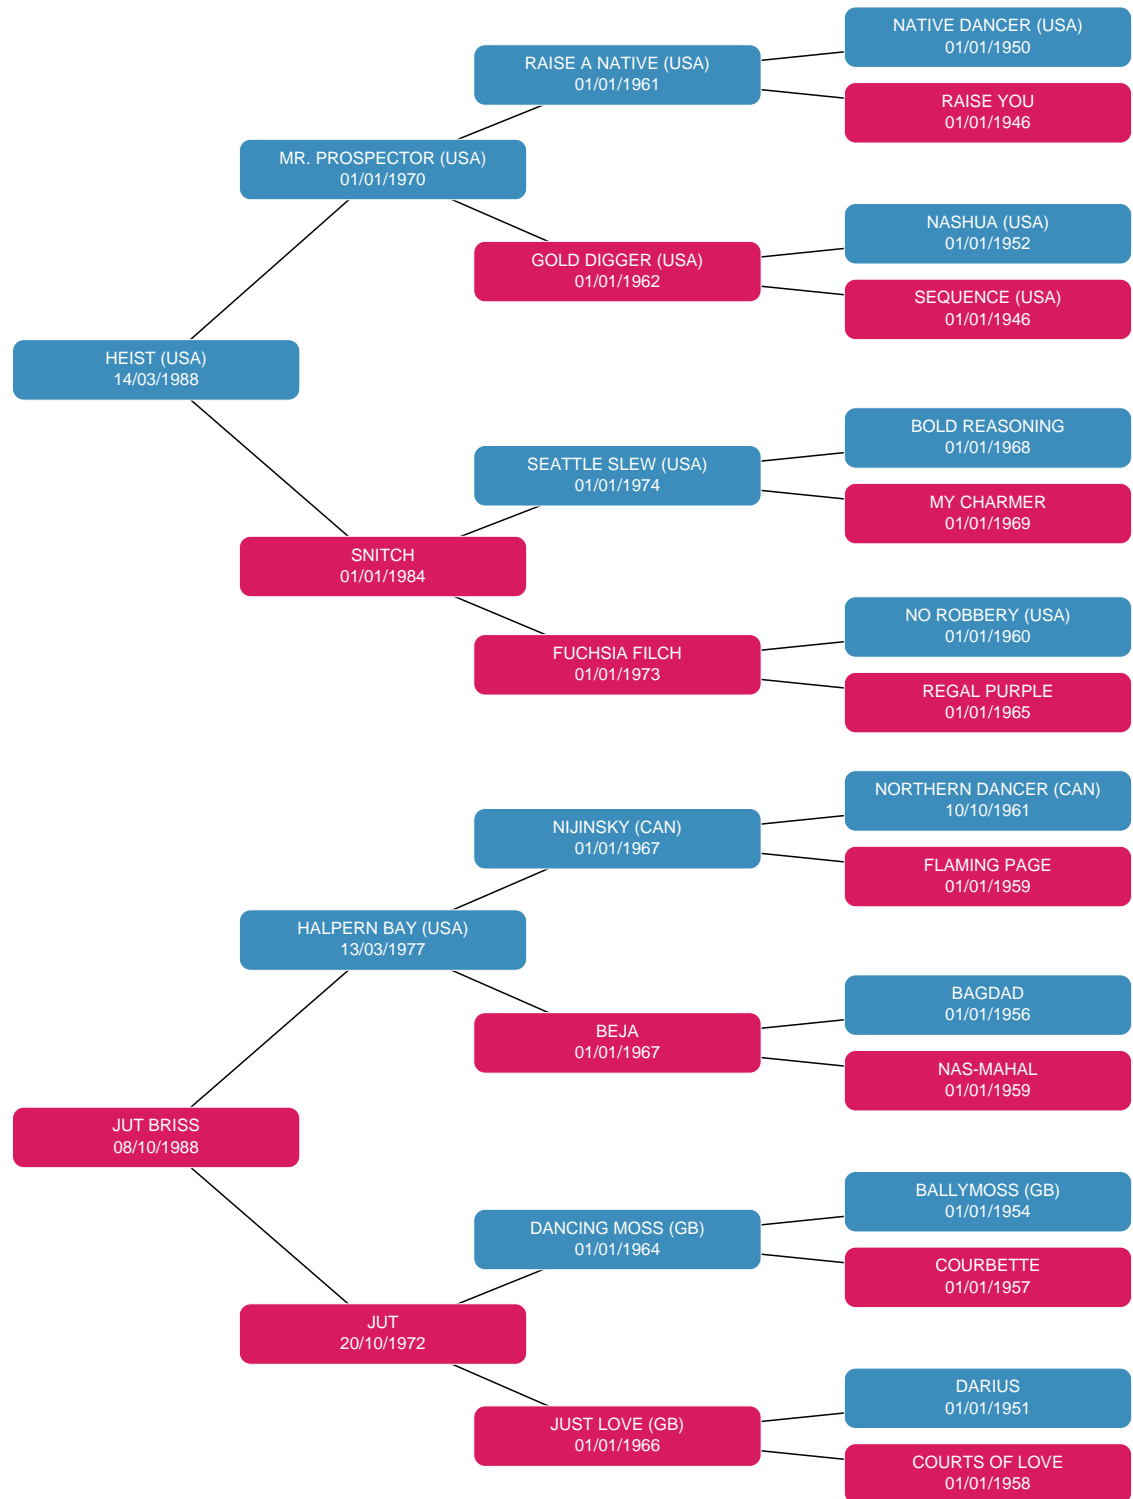 NATIVE DANCER (USA)
01/01/1950
RAISE A NATIVE (USA)
01/01/1961
RAISE YOU
01/01/1946
MR. PROSPECTOR (USA)
01/01/1970
NASHUA (USA)
01/01/1952
GOLD DIGGER (USA)
01/01/1962
SEQUENCE (USA)
01/01/1946
HEIST (USA)
14/03/1988
BOLD REASONING
01/01/1968
SEATTLE SLEW (USA)
01/01/1974
MY CHARMER
01/01/1969
SNITCH
01/01/1984
NO ROBBERY (USA)
01/01/1960
FUCHSIA FILCH
01/01/1973
REGAL PURPLE
01/01/1965
NORTHERN DANCER (CAN)
10/10/1961
NIJINSKY (CAN)
01/01/1967
FLAMING PAGE
01/01/1959
HALPERN BAY (USA)
13/03/1977
BAGDAD
01/01/1956
BEJA
01/01/1967
NAS-MAHAL
01/01/1959
JUT BRISS
08/10/1988
BALLYMOSS (GB)
01/01/1954
DANCING MOSS (GB)
01/01/1964
COURBETTE
01/01/1957
JUT
20/10/1972
DARIUS
01/01/1951
JUST LOVE (GB)
01/01/1966
COURTS OF LOVE
01/01/1958